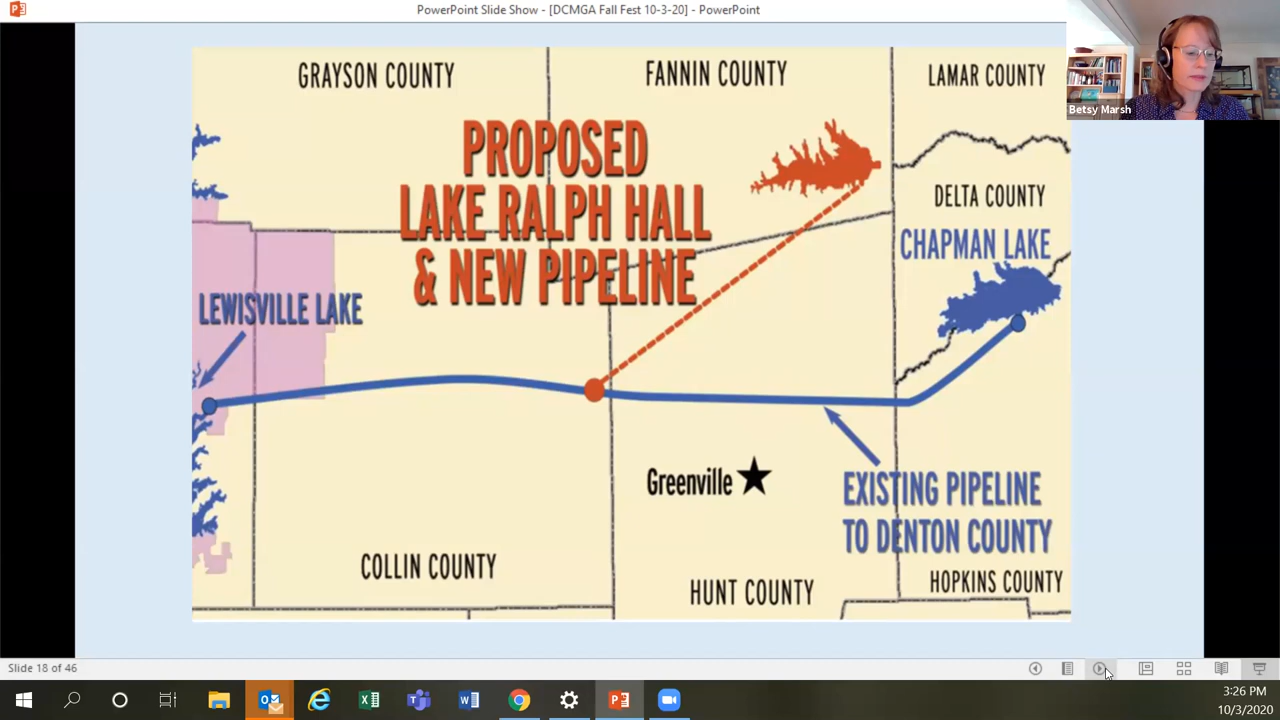 PowerPoint Slide Show - [DCMGA Fall Fest 10-3-20] - PowerPoint
Betsy Marsh
GRAYSON COUNTY
FANNIN COUNTY
LAMAR COUNTY
PROPOSED
LAKE RALPH HALL
& NEW PIPELINE
DELTA COUNTY
CHAPMAN LAKE
LEWISVILLE LAKE
Greenville
EXISTING PIPELINE
TO DENTON COUNTY
COLLIN COUNTY
HUNT COUNTY
HOPKINS COUNTY
Slide 18 of 46
3:26 PM
10/3/2020